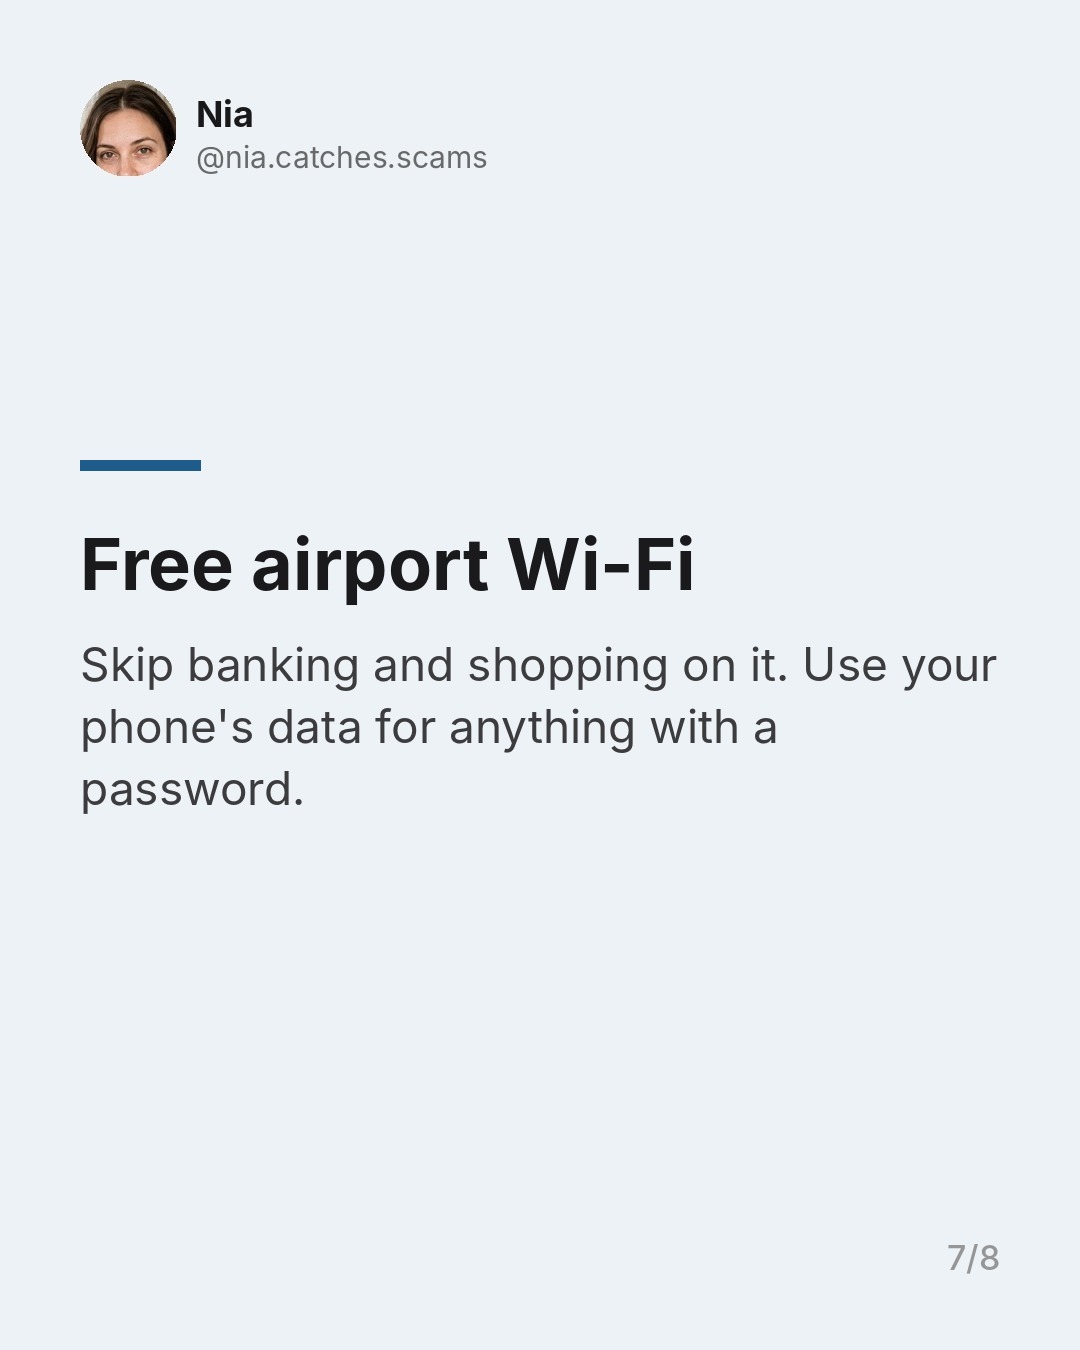 Nia
@nia.catches.scams
Free airport Wi-Fi
Skip banking and shopping on it. Use your
phone's data for anything with a
password.
7/8